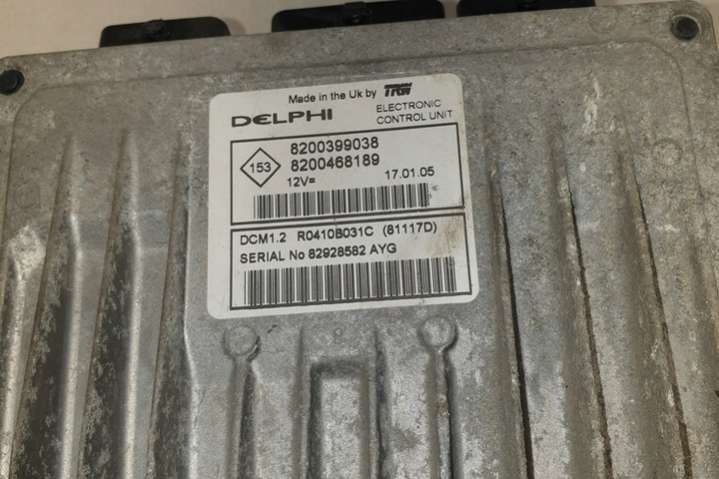 Made in the Uk by TRW
DELPHI ELECTRONIC
CONTROL UNIT
153
8200399038
8200468189
12V= 17.01.05
DCM1.2 R0410B031C (81117D)
SERIAL No 82928582 AYG